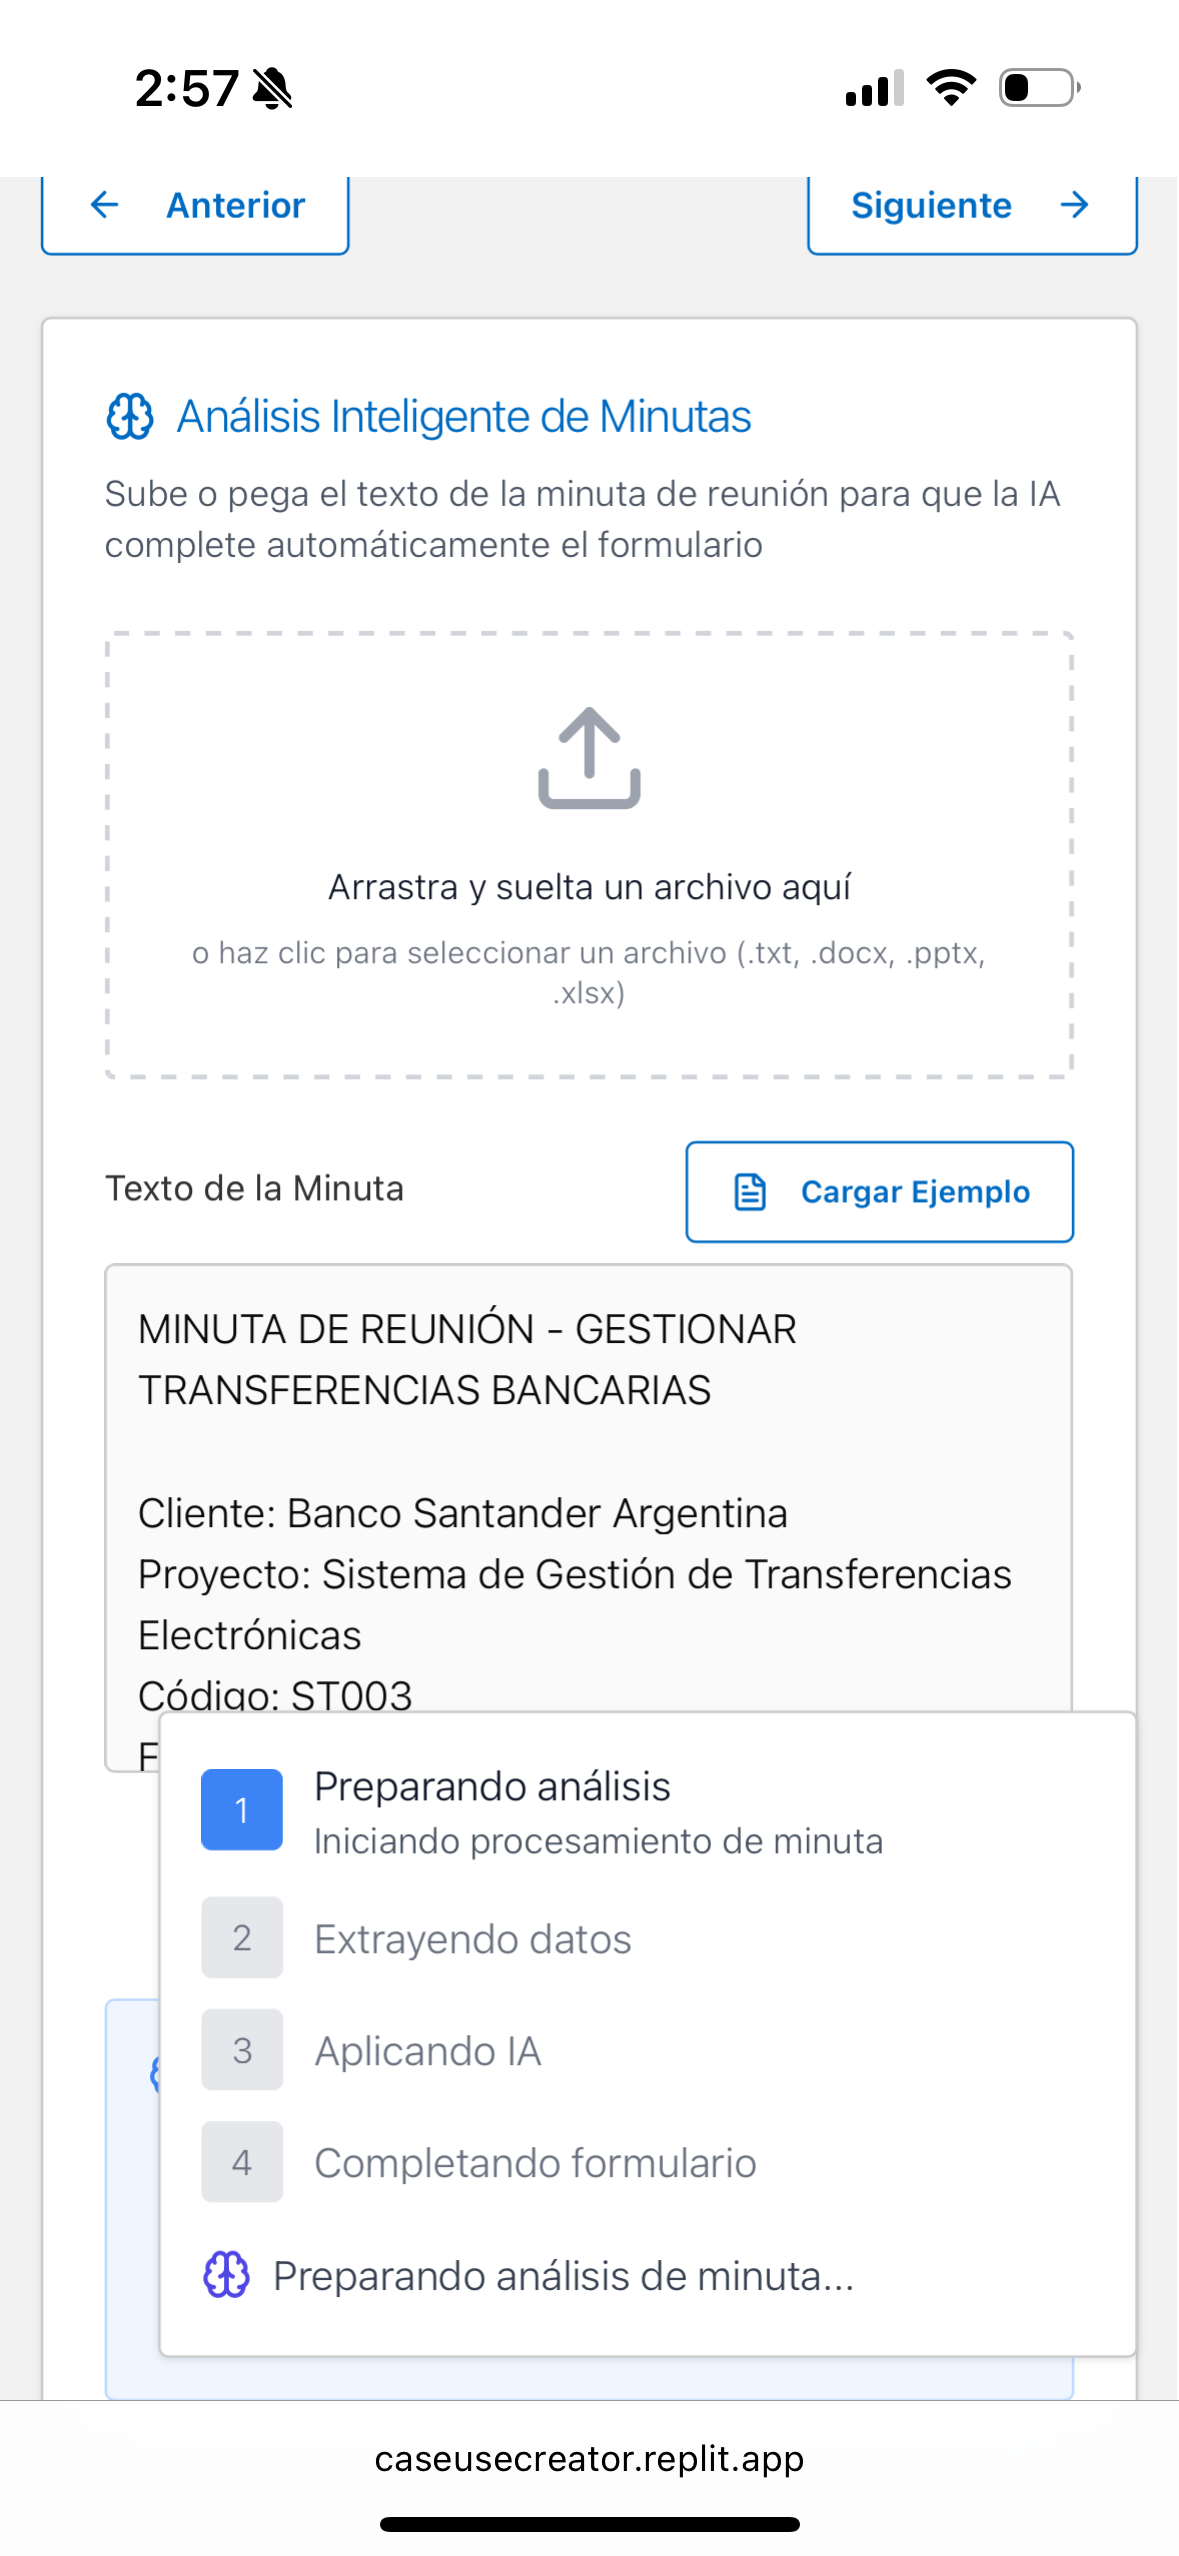 2:57
Anterior
Siguiente
Análisis Inteligente de Minutas
Sube o pega el texto de la minuta de reunión para que la IA
complete automáticamente el formulario
Arrastra y suelta un archivo aquí
o haz clic para seleccionar un archivo (.txt, .docx, .pptx,
.xlsx)
Texto de la Minuta
Cargar Ejemplo
MINUTA DE REUNIÓN - GESTIONAR
TRANSFERENCIAS BANCARIAS
Cliente: Banco Santander Argentina
Proyecto: Sistema de Gestión de Transferencias
Electrónicas
Código: ST003
1
Preparando análisis
Iniciando procesamiento de minuta
2
Extrayendo datos
3
Aplicando IA
4
Completando formulario
Preparando análisis de minuta...
caseusecreator.replit.app